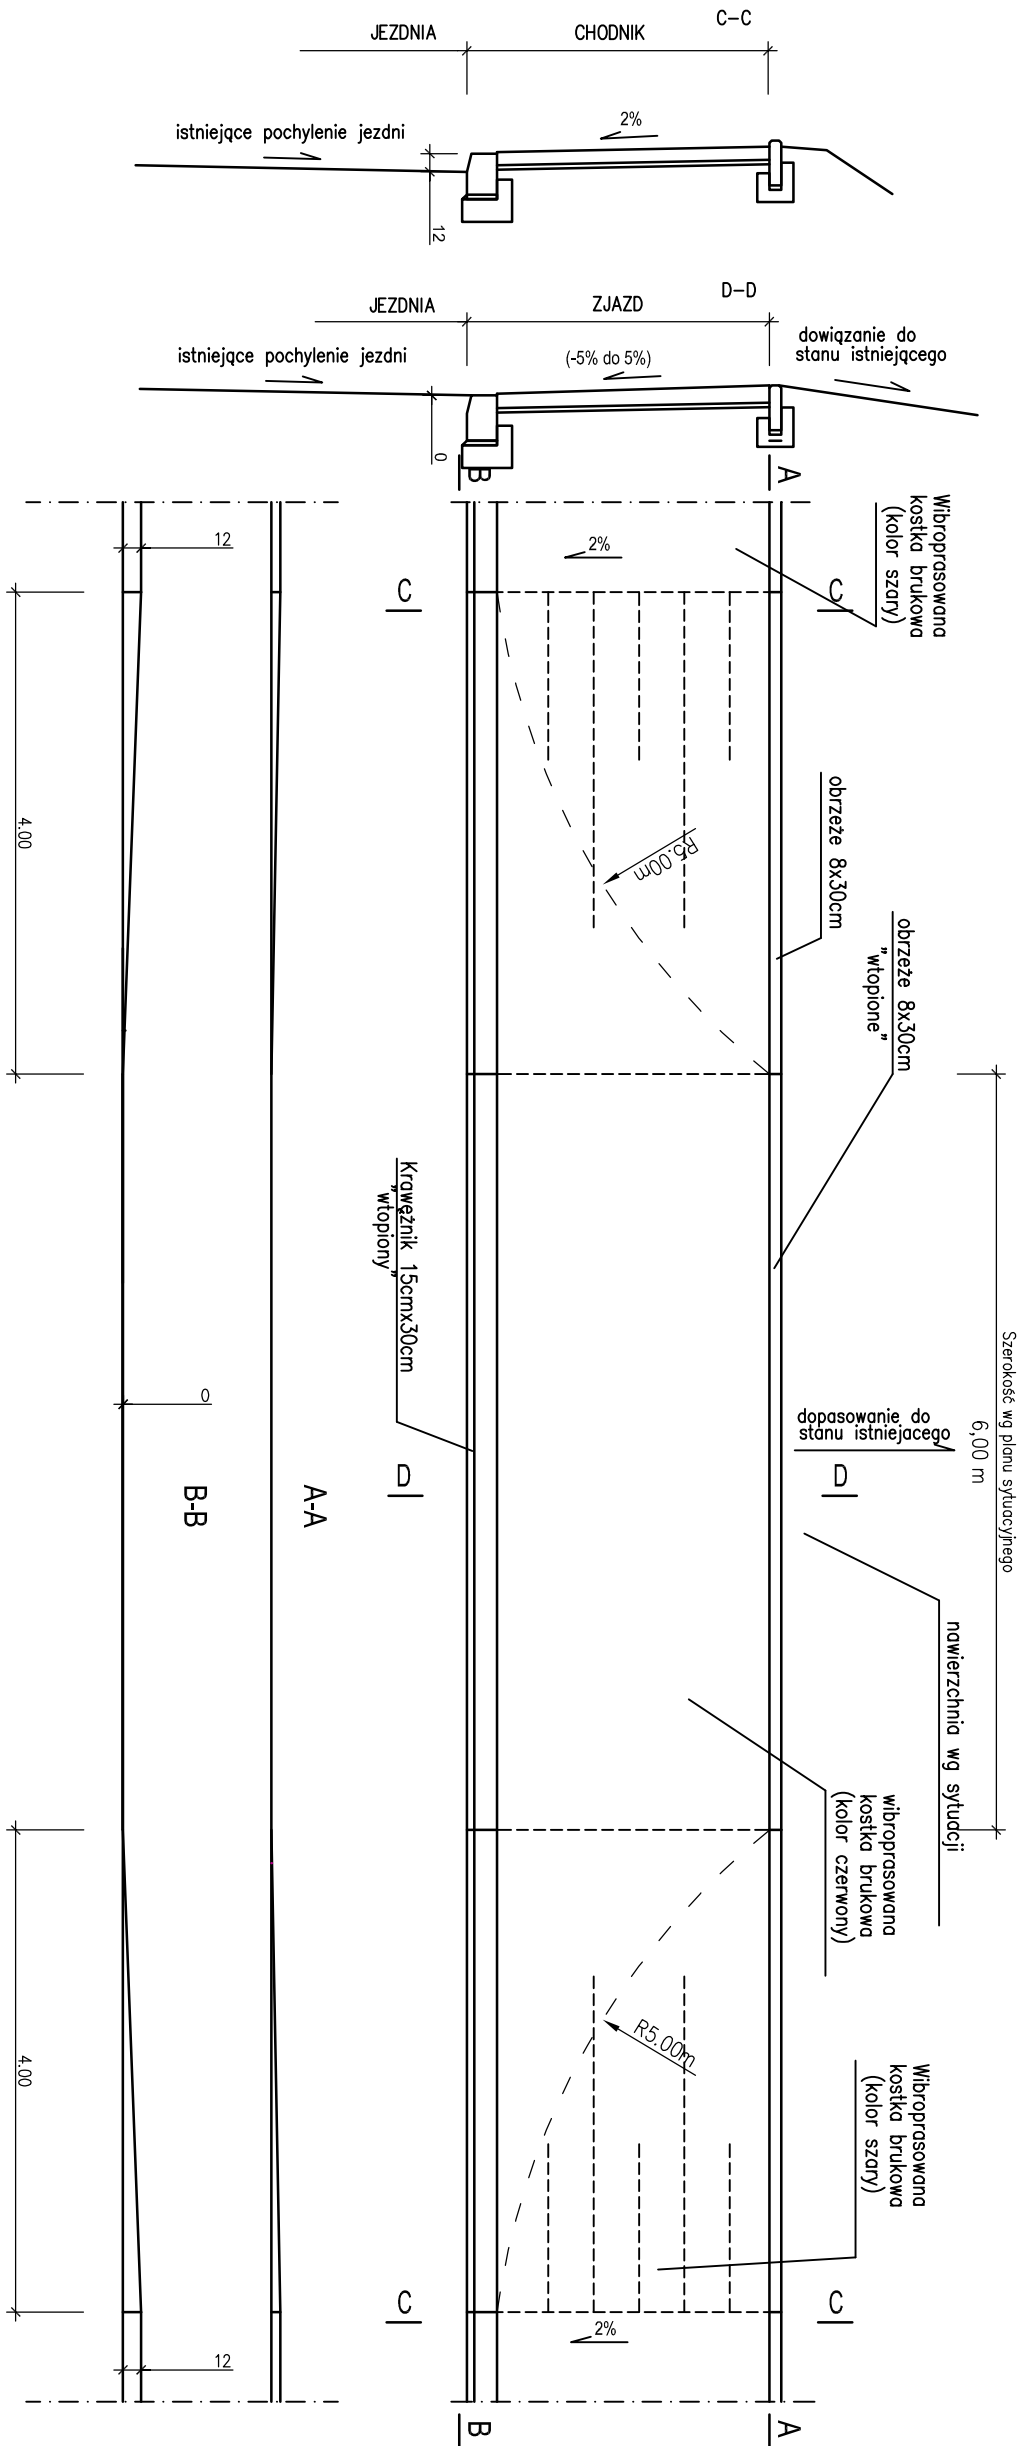 C-C
JEZDNIA
CHODNIK
istniejące pochylenie jezdni
2%
12
D-D
JEZDNIA
ZJAZD
dowiązanie do
stanu istniejącego
istniejące pochylenie jezdni
(-5% do 5%)
0
B
A
Wibroprasowana
kostka brukowa
(kolor szary)
12
2%
C
C
4.00
R5.00m
obrzeże 8x30cm
obrzeże 8x30cm
"wtopione"
Krawężnik 15cmx30cm
"wtopiony"
Szerokość wg planu sytuacyjnego
6,00 m
0
dopasowanie do
stanu istniejacego
D
D
B-B
A-A
nawierzchnia wg sytuacji
wibroprasowana
kostka brukowa
(kolor czerwony)
R5.00m
4.00
Wibroprasowana
kostka brukowa
(kolor szary)
C
C
2%
12
B
A